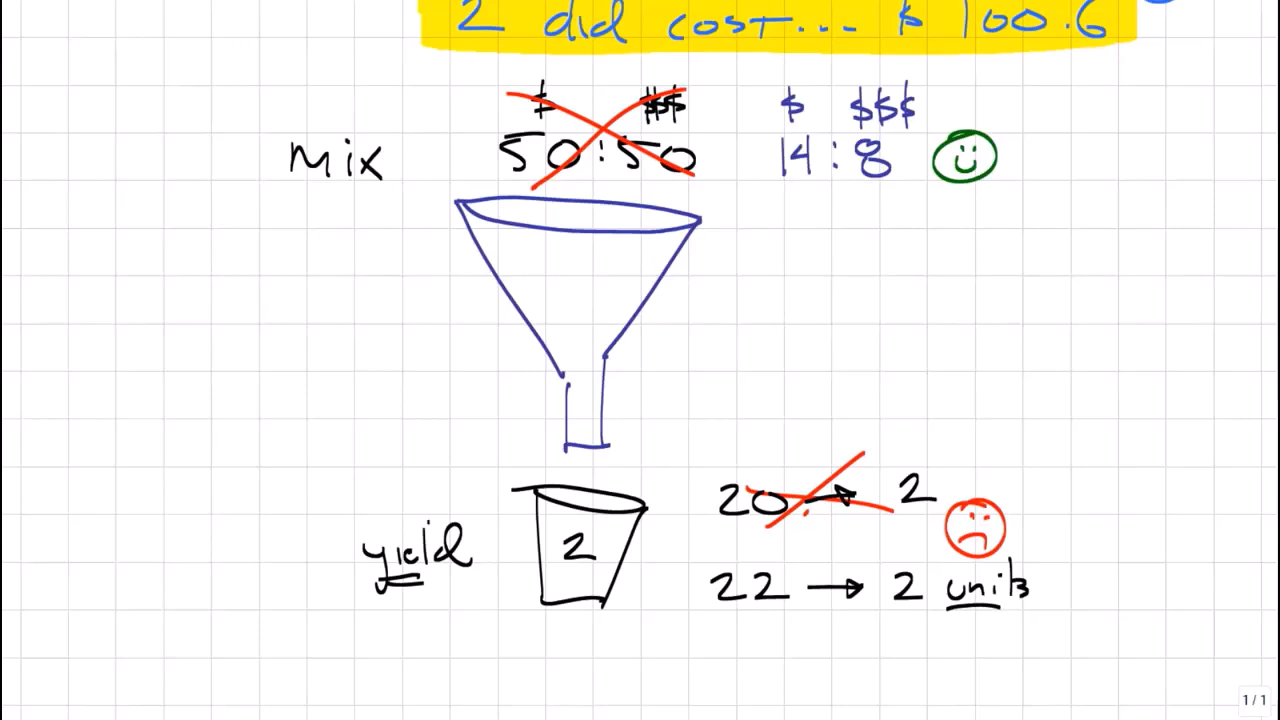 2 did cost... $ 100.6
$ $$$ $ $$$
Mix 50:50 14:8
20 → 2
yield 2
22 → 2 units
1/1